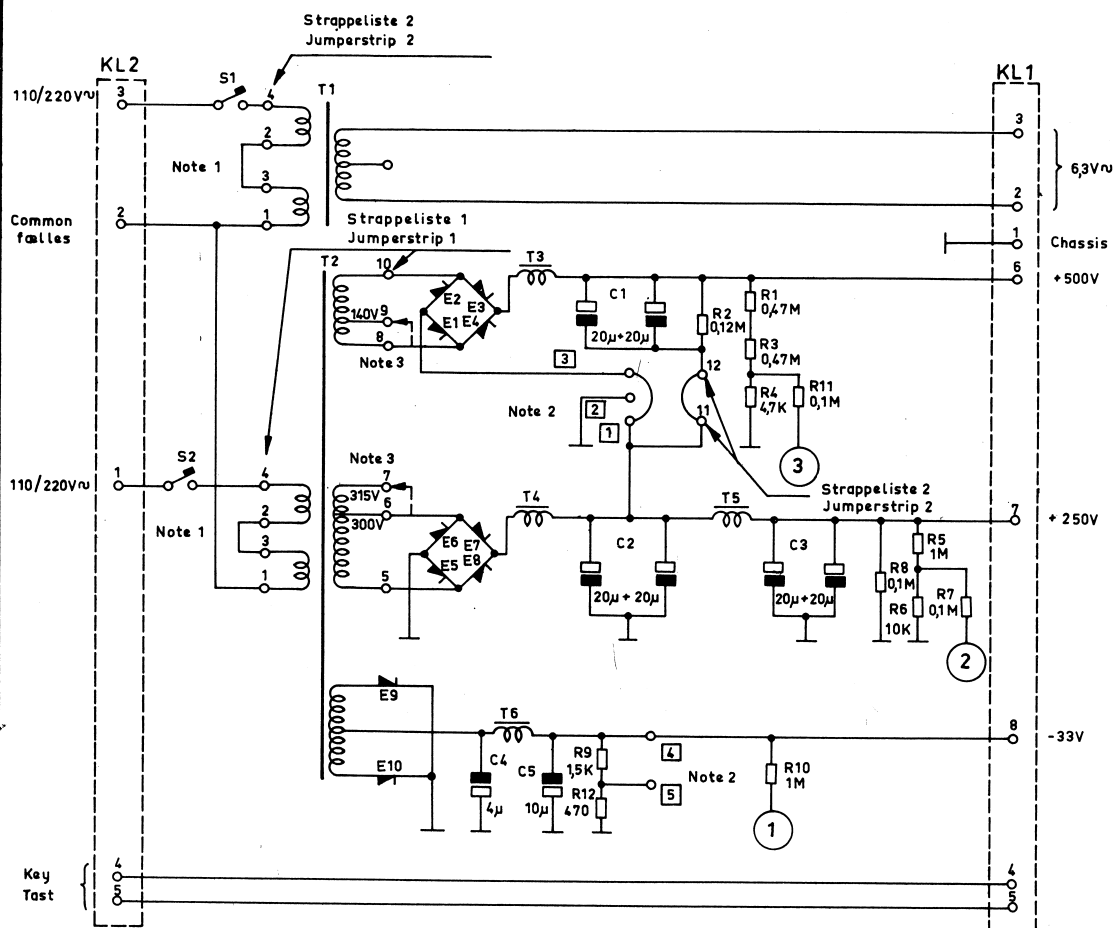 Strappeliste 2
Jumperstrip 2
KL2
KL1
S1
T1
110/220V~
3
4
3
2
Note 1
3
6,3V~
2
Common
fælles
2
1
Strappeliste 1
Jumperstrip 1
1
Chassis
T2
10
T3
6
+500V
E2
E3
C1
R1
0,47M
140V
9
E1
E4
R2
0,12M
20µ+20µ
8
Note 3
3
12
R3
0,47M
R4
4,7K
R11
0,1M
Note 2
2
11
1
3
110/220V~
1
S2
4
Note 3
7
315V
6
300V
T4
T5
Strappeliste 2
Jumperstrip 2
7
+ 250V
2
Note 1
E6
E7
C2
C3
R5
1M
3
E5
E8
R8
0,1M
R7
0,1M
1
5
20µ + 20µ
20µ+20µ
R6
10K
2
E9
T6
8
-33V
C4
R9
1,5K
4
E10
C5
Note 2
R10
1M
4µ
10µ
R12
470
5
1
Key
Tast
4
5
4
5